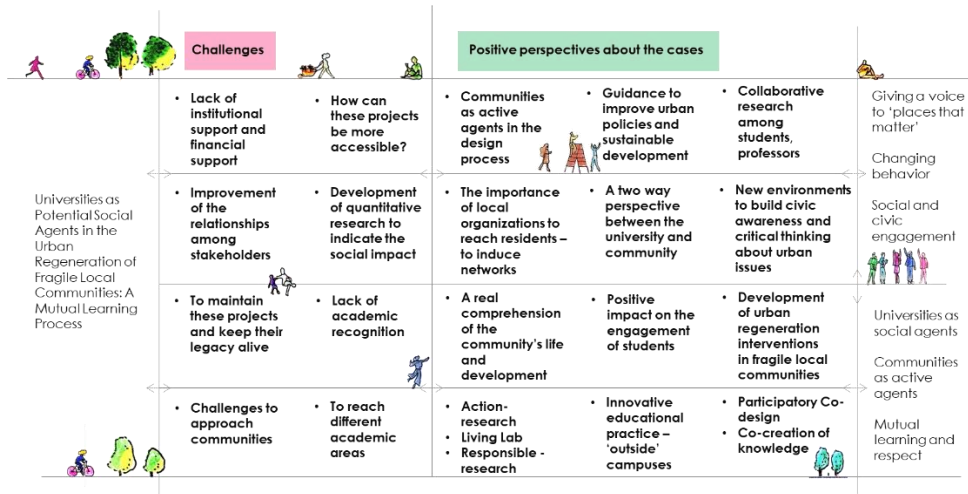 Challenges
Positive perspectives about the cases
Universities as
Potential Social
Agents in the
Urban
Regeneration of
Fragile Local
Communities: A
Mutual Learning
Process
• Lack of
institutional
support and
financial
support
• How can
these projects
be more
accessible?
• Communities
as active
agents in the
design
process
• Guidance to
improve urban
policies and
sustainable
development
• Collaborative
research
among
students,
professors
• Improvement
of the
relationships
among
stakeholders
• Development
of quantitative
research to
indicate the
social impact
• The importance
of local
organizations to
reach residents –
to induce
networks
• A two way
perspective
between the
university and
community
• New environments
to build civic
awareness and
critical thinking
about urban
issues
• To maintain
these projects
and keep their
legacy alive
• Lack of
academic
recognition
• A real
comprehension
of the
community's life
and
development
• Positive
impact on the
engagement
of students
• Development
of urban
regeneration
interventions
in fragile local
communities
• Challenges to
approach
communities
• To reach
different
academic
areas
• Action-
research
• Living Lab
• Responsible -
research
• Innovative
educational
practice –
'outside'
campuses
• Participatory Co-
design
• Co-creation of
knowledge
Giving a voice
to 'places that
matter'
Changing
behavior
Social and
civic
engagement
Universities as
social agents
Communities
as active
agents
Mutual
learning and
respect